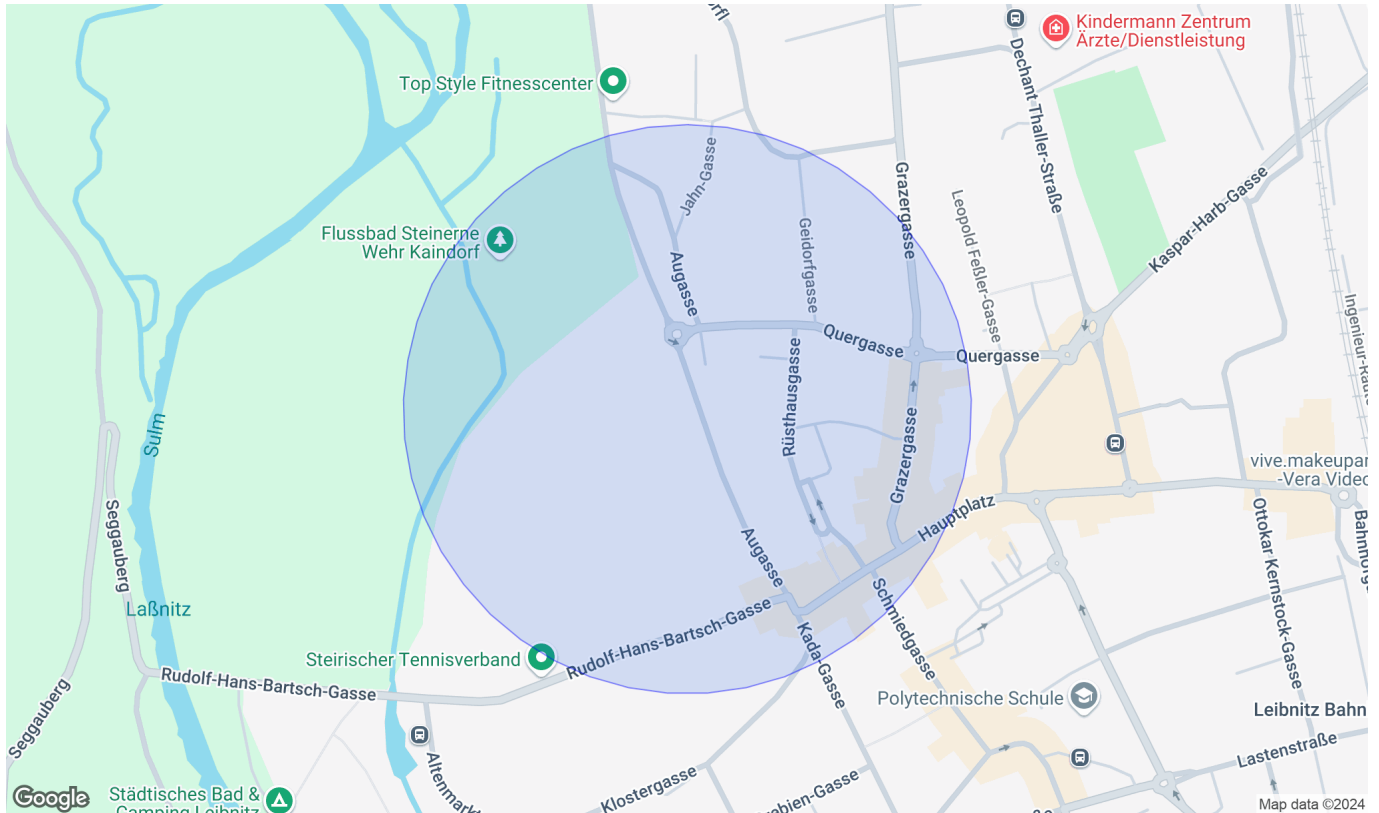 Kindermann Zentrum
Ärzte/Dienstleistung
Dechant Thaller-Straße
Top Style Fitnesscenter
Jahn-Gasse
Grazergasse
Leopold Feßler-Gasse
Kaspar-Harb-Gasse
Flussbad Steinerne
Wehr Kaindorf
Geidorfgasse
Augasse
Quergasse
Quergasse
Rüsthausgasse
Sulm
Grazergasse
vive.makeupar
-Vera Videc
Hauptplatz
Seggauberg
Augasse
Ottokar Kernstock-Gasse
Laßnitz
Schmiedgasse
Rudolf-Hans-Bartsch-Gasse
Kada-Gasse
Steirischer Tennisverband
Rudolf-Hans-Bartsch-Gasse
Polytechnische Schule
Seggauberg
Leibnitz Bahn
Lastenstraße
Altenmarkt
Klostergasse
Städtisches Bad &
Camping Leibnitz
Google
Map data ©2024